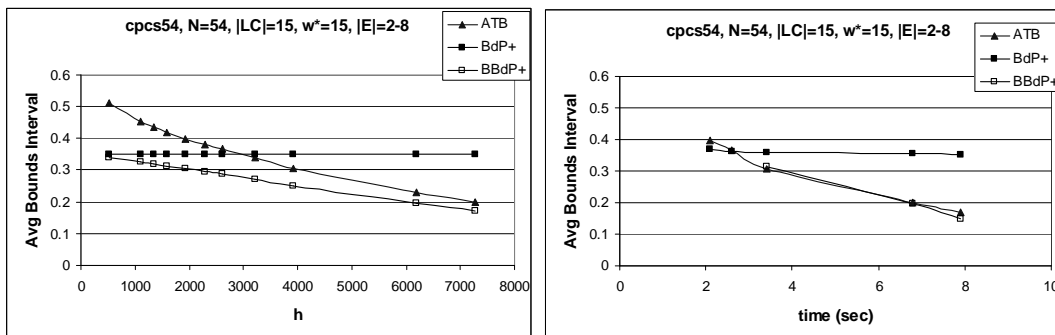 cpcs54, N=54, |LC|=15, w*=15, |E|=2-8
ATB
BdP+
BBdP+
Avg Bounds Interval
0.6
0.5
0.4
0.3
0.2
0.1
0
0 1000 2000 3000 4000 5000 6000 7000 8000
h
cpcs54, N=54, |LC|=15, w*=15, |E|=2-8
ATB
BdP+
BBdP+
Avg Bounds Interval
0.6
0.5
0.4
0.3
0.2
0.1
0
0 2 4 6 8 10
time (sec)